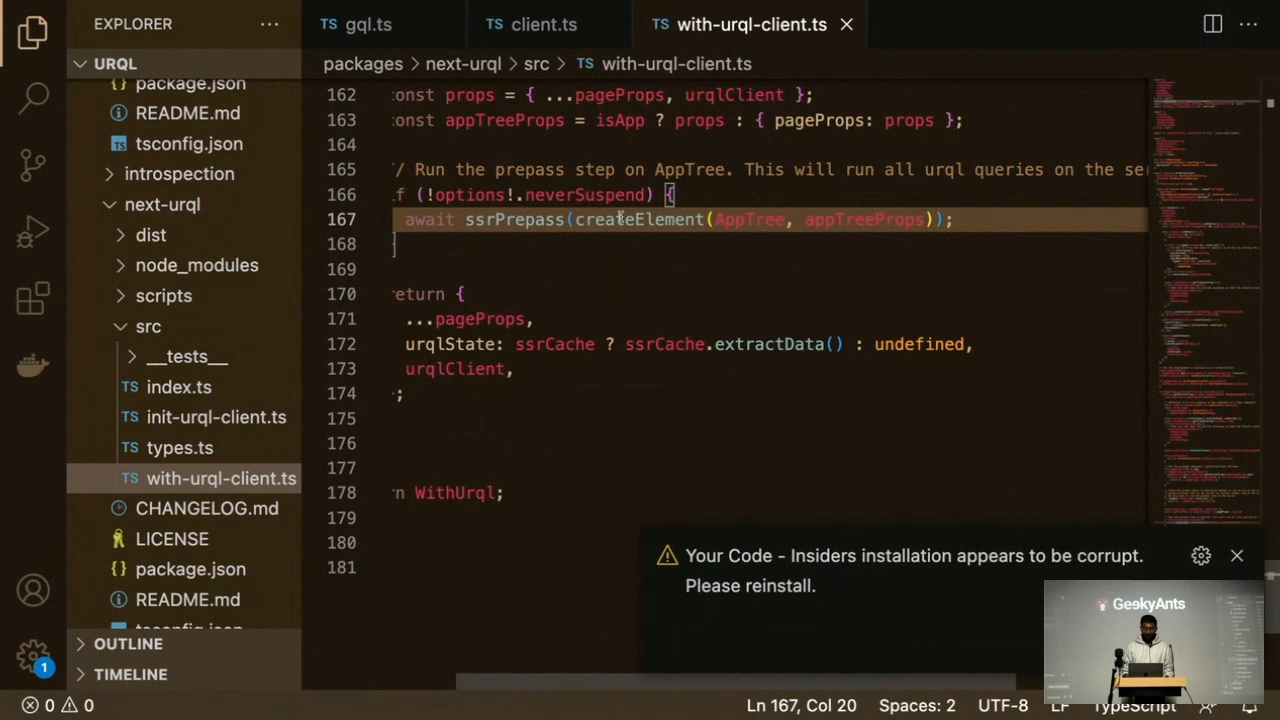 EXPLORER
gql.ts
client.ts
with-urql-client.ts
URQL
packages > next-urql > src > TS with-urql-client.ts
package.json
README.md
tsconfig.json
introspection
next-urql
dist
node_modules
scripts
src
__tests__
TS index.ts
TS init-urql-client.ts
TS types.ts
TS with-urql-client.ts
CHANGELOG.md
LICENSE
package.json
README.md
OUTLINE
TIMELINE
162 const props = { ...pageProps, urqlClient };
163 const appTreeProps = isApp ? props : { pageProps: props };
164
165 / Run the prepass step on AppTree. This will run all urql queries on the se
166 f (!options!.neverSuspend) {
167 await ssrPrepass(createElement(AppTree, appTreeProps));
168 }
169
170 return {
171 ...pageProps,
172 urqlState: ssrCache ? ssrCache.extractData() : undefined,
173 urqlClient,
174 ;
175
176
177
178 n WithUrql;
179
180
181
Your Code - Insiders installation appears to be corrupt.
Please reinstall.
GeekyAnts
1
0 0
Ln 167, Col 20
Spaces: 2
UTF-8
LF
TypeScript